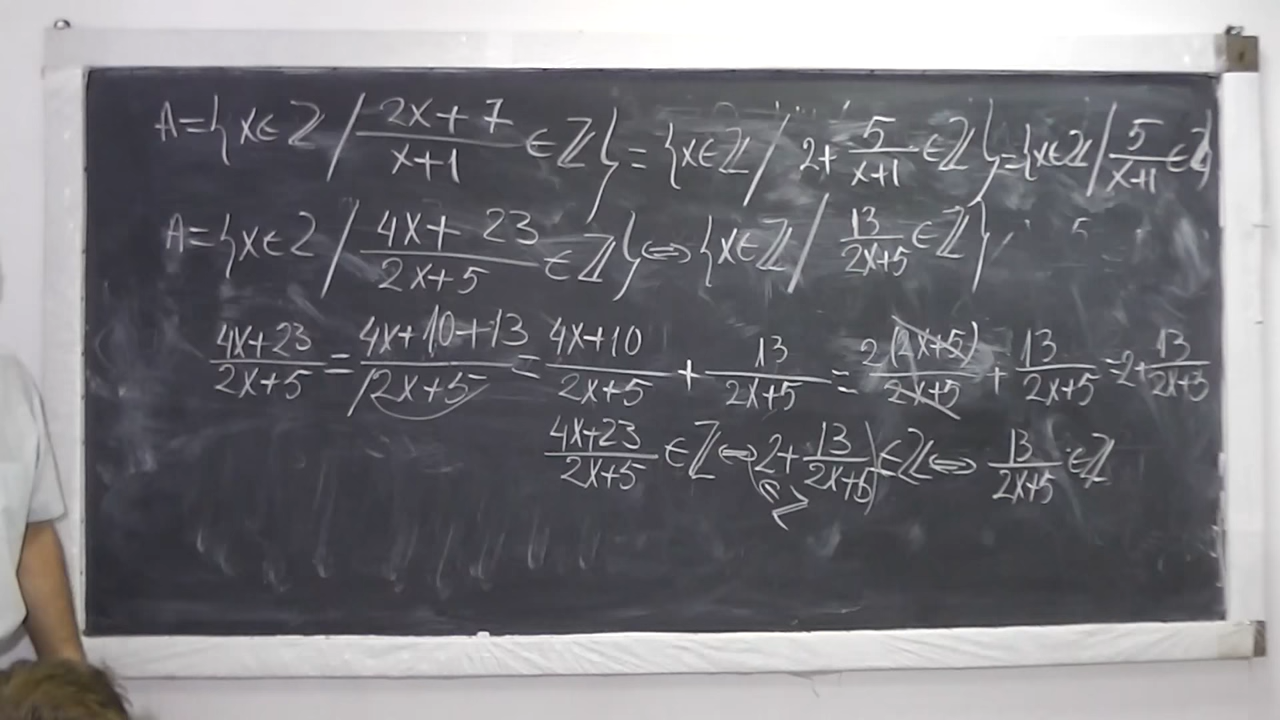 A={x∈Z / 2x+7/x+1 ∈Z} = {x∈Z / 2+5/x+1 ∈Z} = {x∈Z / 5/x+1 ∈Z}
A={x∈Z / 4x+23/2x+5 ∈Z} ⇔ {x∈Z / 13/2x+5 ∈Z}
4x+23/2x+5 = 4x+10+13/2x+5 = 4x+10/2x+5 + 13/2x+5 = 2(2x+5)/2x+5 + 13/2x+5 = 2+13/2x+5
4x+23/2x+5 ∈Z ⇔ (2+13/2x+5) ∈Z ⇔ 13/2x+5 ∈Z
∈Z